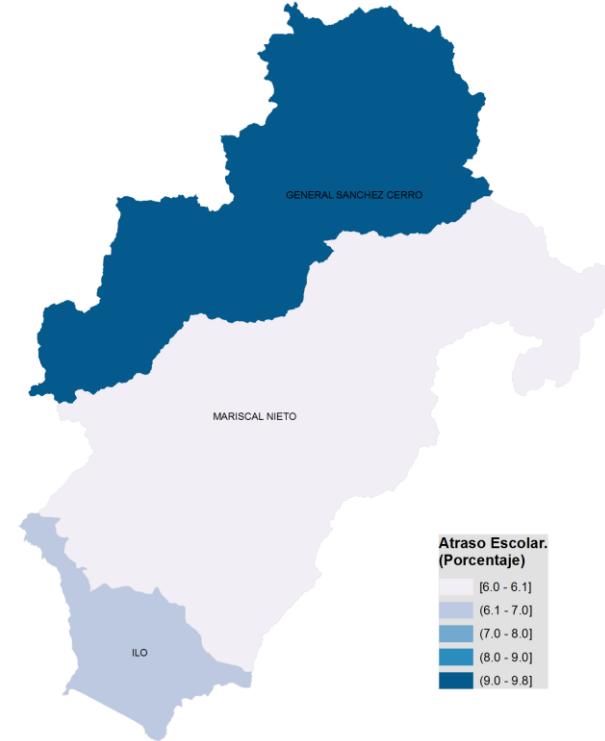 GENERAL SANCHEZ CERRO
MARISCAL NIETO
ILO
Atraso Escolar.
(Porcentaje)
[6.0 - 6.1]
(6.1 - 7.0]
(7.0 - 8.0]
(8.0 - 9.0]
(9.0 - 9.8]